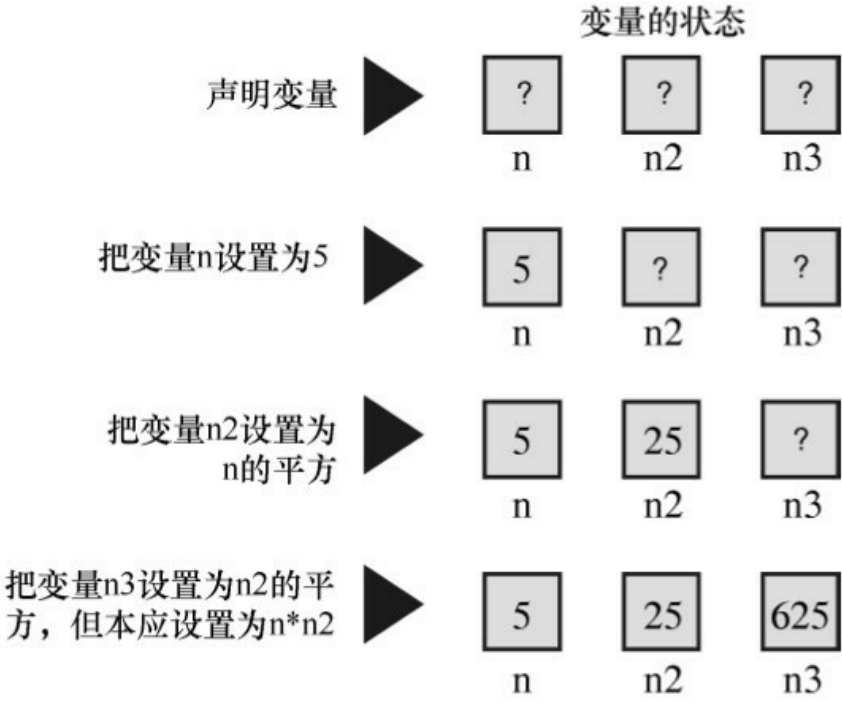 变量的状态
声明变量
? ? ?
n n2 n3
把变量n设置为5
5 ? ?
n n2 n3
把变量n2设置为
n的平方
5 25 ?
n n2 n3
把变量n3设置为n2的平
方，但本应设置为n*n2
5 25 625
n n2 n3